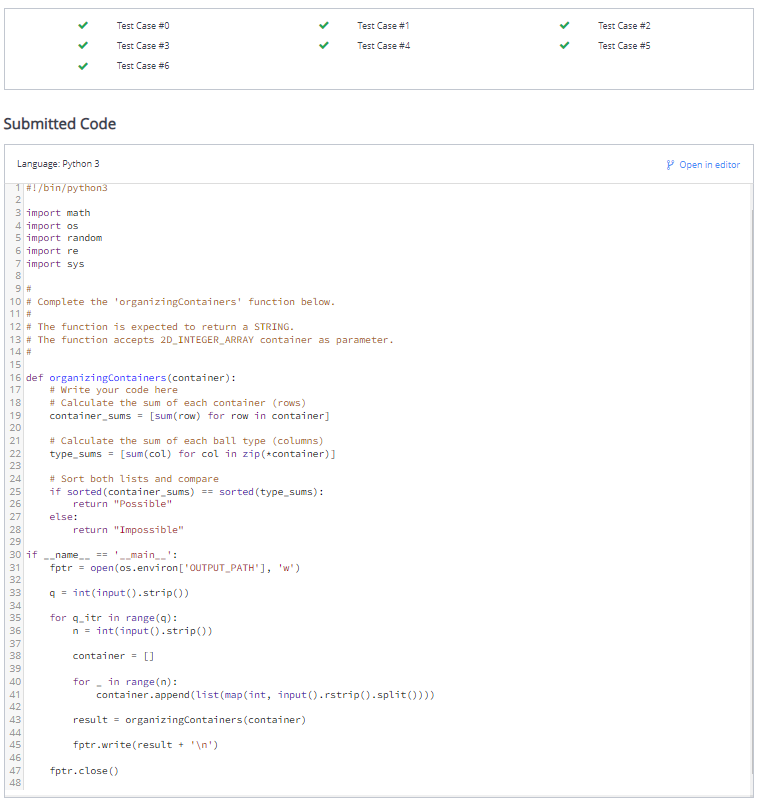 Test Case #0 Test Case #1 Test Case #2
Test Case #3 Test Case #4 Test Case #5
Test Case #6
Submitted Code
Language: Python 3 Open in editor
1 #!/bin/python3
2
3 import math
4 import os
5 import random
6 import re
7 import sys
8
9 #
10 # Complete the 'organizingContainers' function below.
11 #
12 # The function is expected to return a STRING.
13 # The function accepts 2D_INTEGER_ARRAY container as parameter.
14 #
15
16 def organizingContainers(container):
17     # Write your code here
18     # Calculate the sum of each container (rows)
19     container_sums = [sum(row) for row in container]
20
21     # Calculate the sum of each ball type (columns)
22     type_sums = [sum(col) for col in zip(*container)]
23
24     # Sort both lists and compare
25     if sorted(container_sums) == sorted(type_sums):
26         return "Possible"
27     else:
28         return "Impossible"
29
30 if __name__ == '__main__':
31     fptr = open(os.environ['OUTPUT_PATH'], 'w')
32
33     q = int(input().strip())
34
35     for q_itr in range(q):
36         n = int(input().strip())
37
38         container = []
39
40         for _ in range(n):
41             container.append(list(map(int, input().rstrip().split())))
42
43         result = organizingContainers(container)
44
45         fptr.write(result + '\n')
46
47     fptr.close()
48